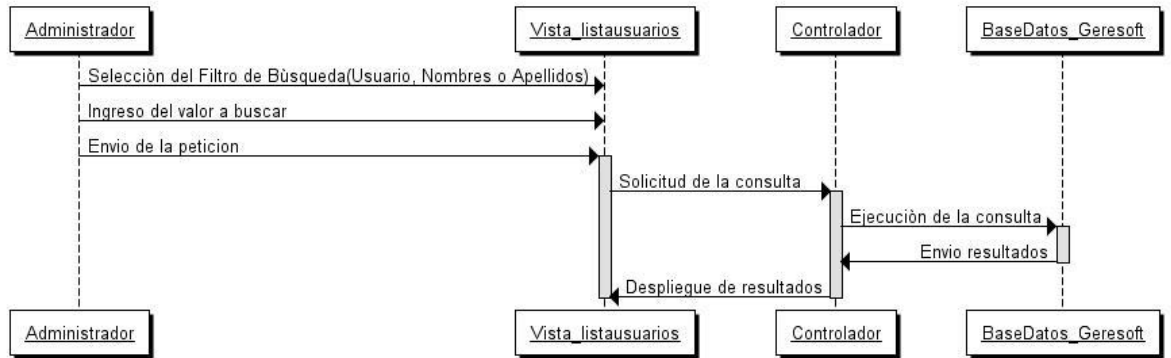 Administrador
Vista_listausuarios
Controlador
BaseDatos_Geresoft
Selecciòn del Filtro de Bùsqueda(Usuario, Nombres o Apellidos)
Ingreso del valor a buscar
Envio de la peticion
Solicitud de la consulta
Ejecuciòn de la consulta
Envio resultados
Despliegue de resultados
Administrador
Vista_listausuarios
Controlador
BaseDatos_Geresoft